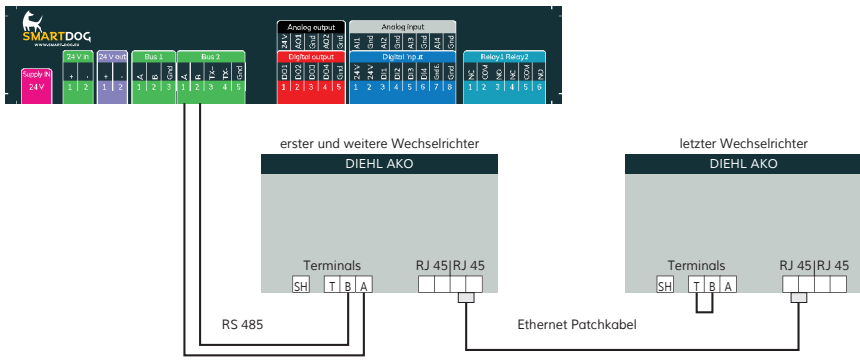 SMARTDOG
WWW.SMART-DOG.EU
Supply IN
24 V
24 V in
+ -
1 2
24 V out
+ -
1 2
Bus 1
A B Gnd
1 2 3
Bus 2
A B TX+ TX- Gnd
1 2 3 4 5
Analog output
24 V AO1 Gnd AO2 Gnd
Digital output
DO1 DO2 DO3 DO4 Gnd
1 2 3 4 5
Analog input
AI1 Gnd AI2 Gnd AI3 Gnd AI4 Gnd
Digital Input
24 V 24 V DI1 DI2 DI3 DI4
1 2 3 4 5 6 7 8
Relay1 Relay2
NC COM NO NC COM NO
1 2 3 4 5 6
erster und weitere Wechselrichter
DIEHL AKO
Terminals
SH T B A
RJ 45 RJ 45
letzter Wechselrichter
DIEHL AKO
Terminals
SH T B A
RJ 45 RJ 45
RS 485
Ethernet Patchkabel